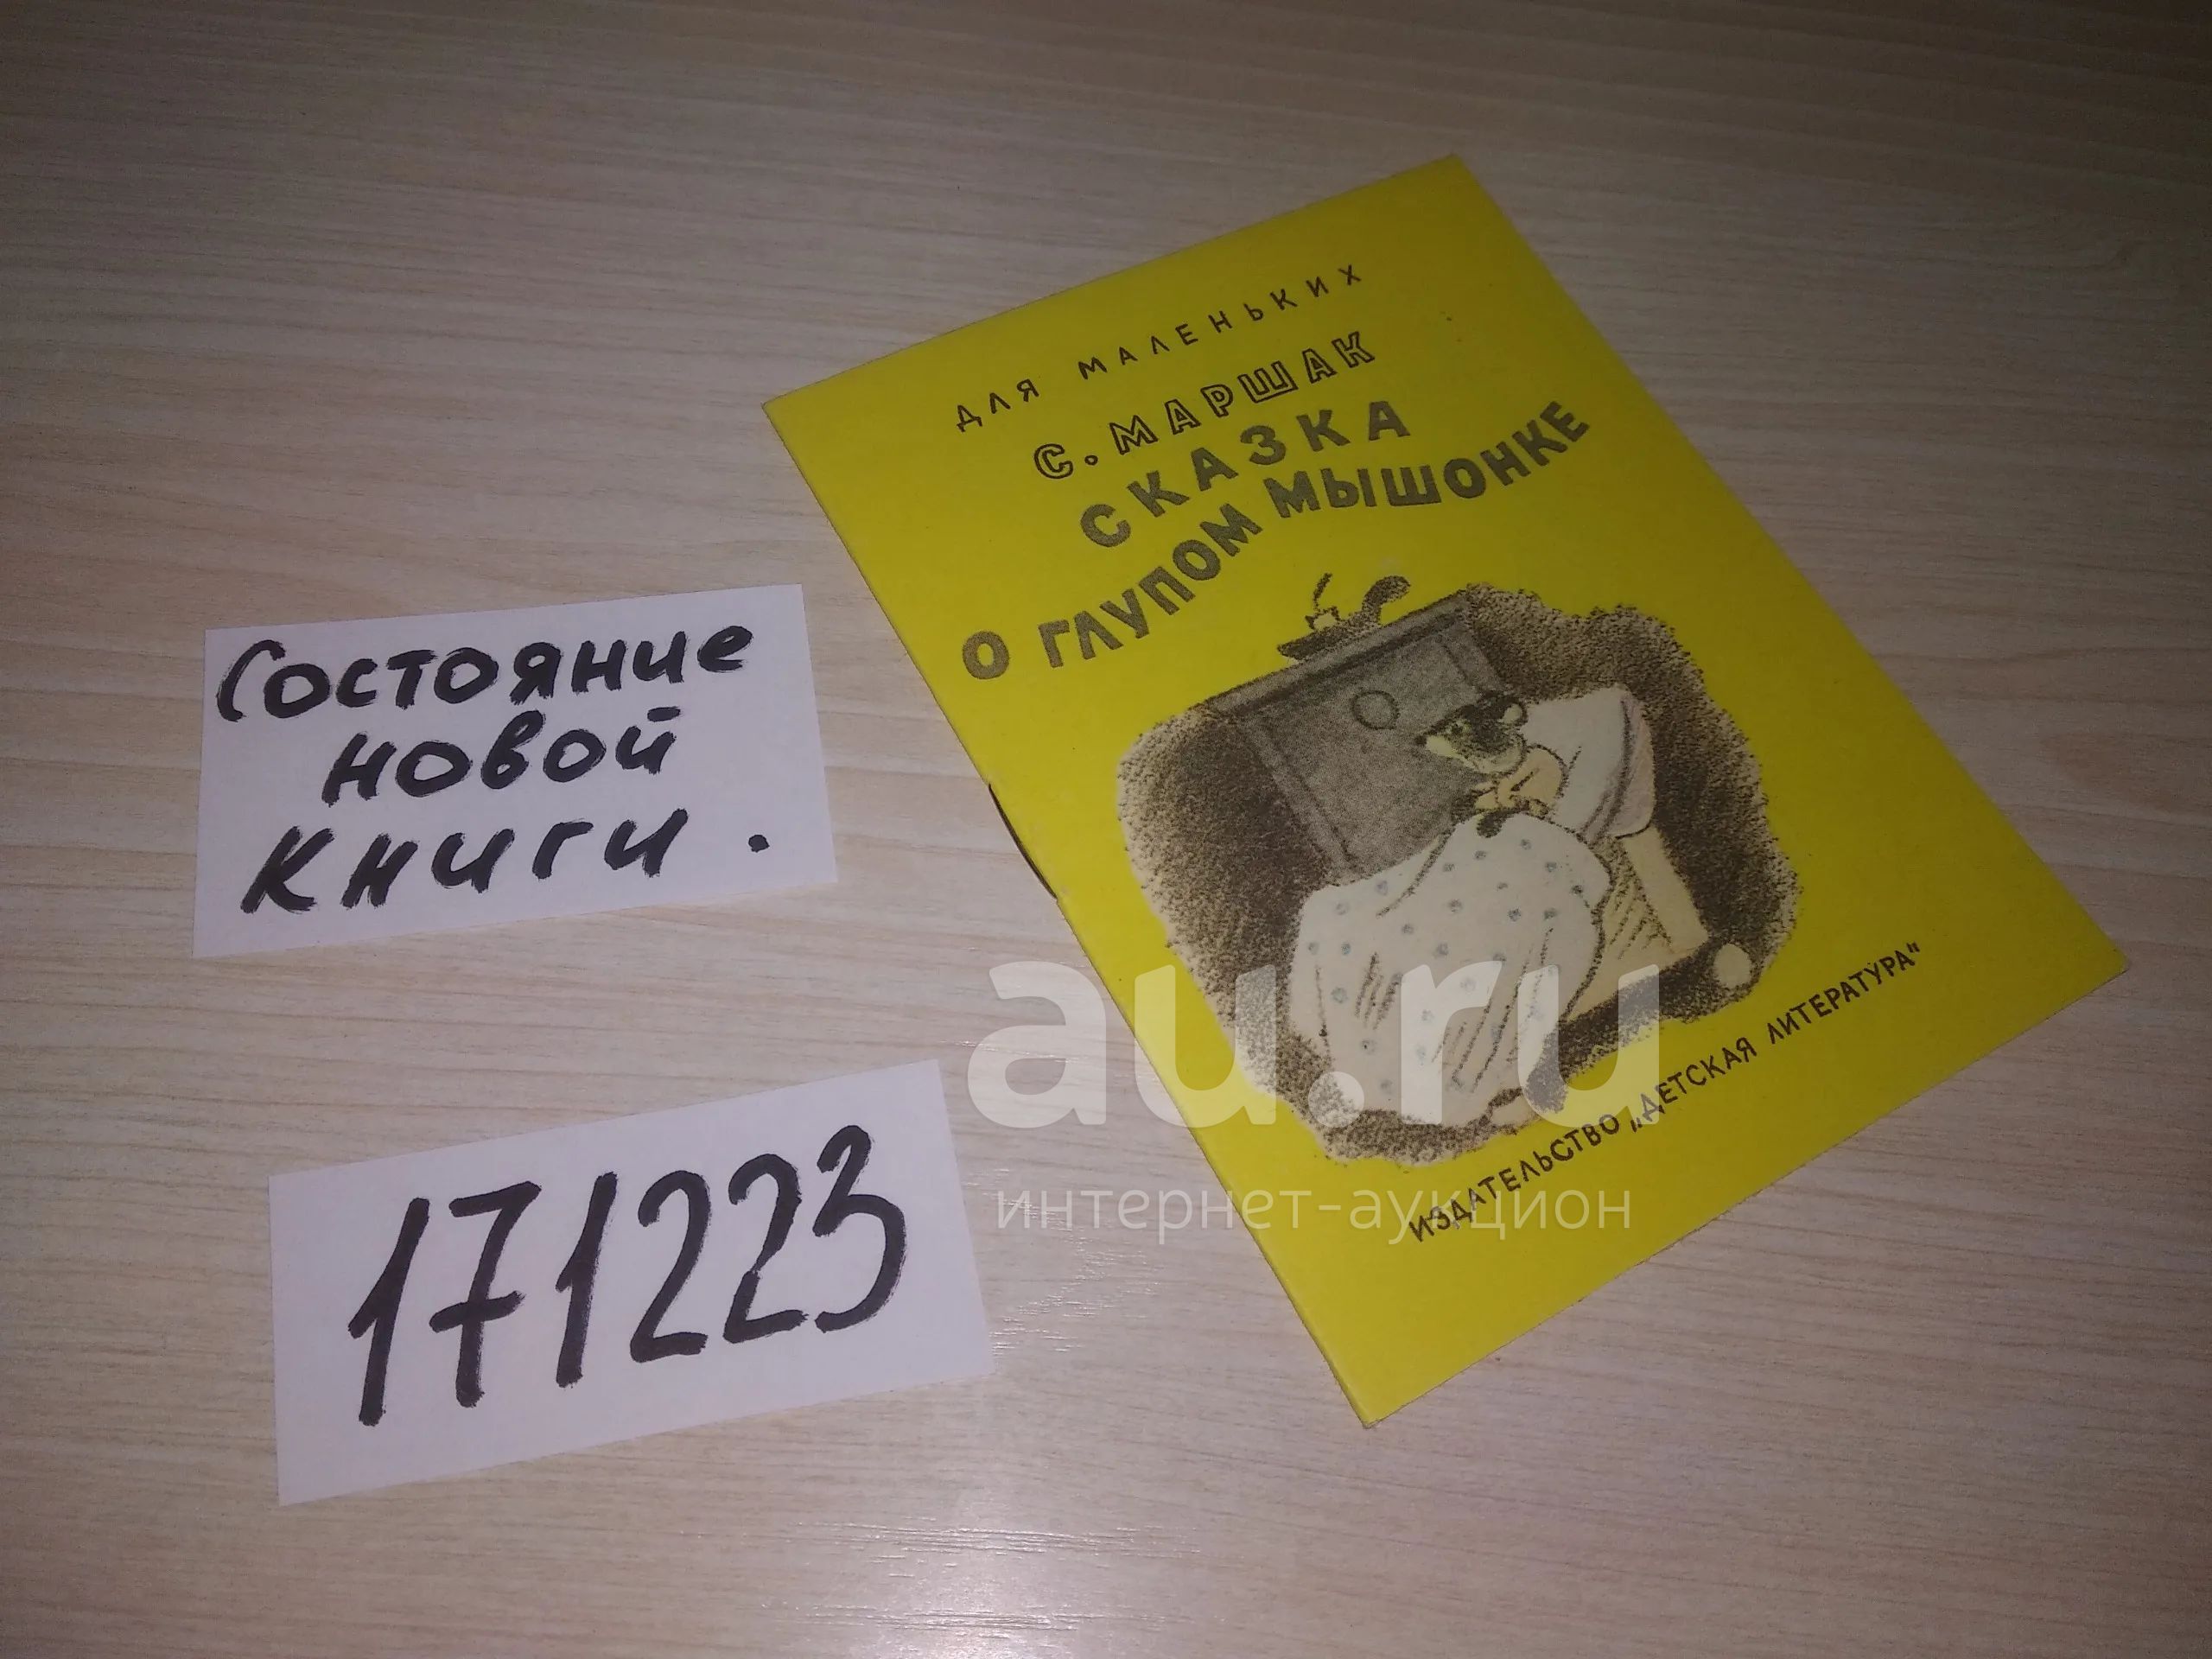 ДЛЯ МАЛЕНЬКИХ
С. МАРШАК
СКАЗКА
О ГЛУПОМ МЫШОНКЕ
ИЗДАТЕЛЬСТВО „ДЕТСКАЯ ЛИТЕРАТУРА"
Состояние
новой
книги.
171223
au.ru
интернет-аукцион